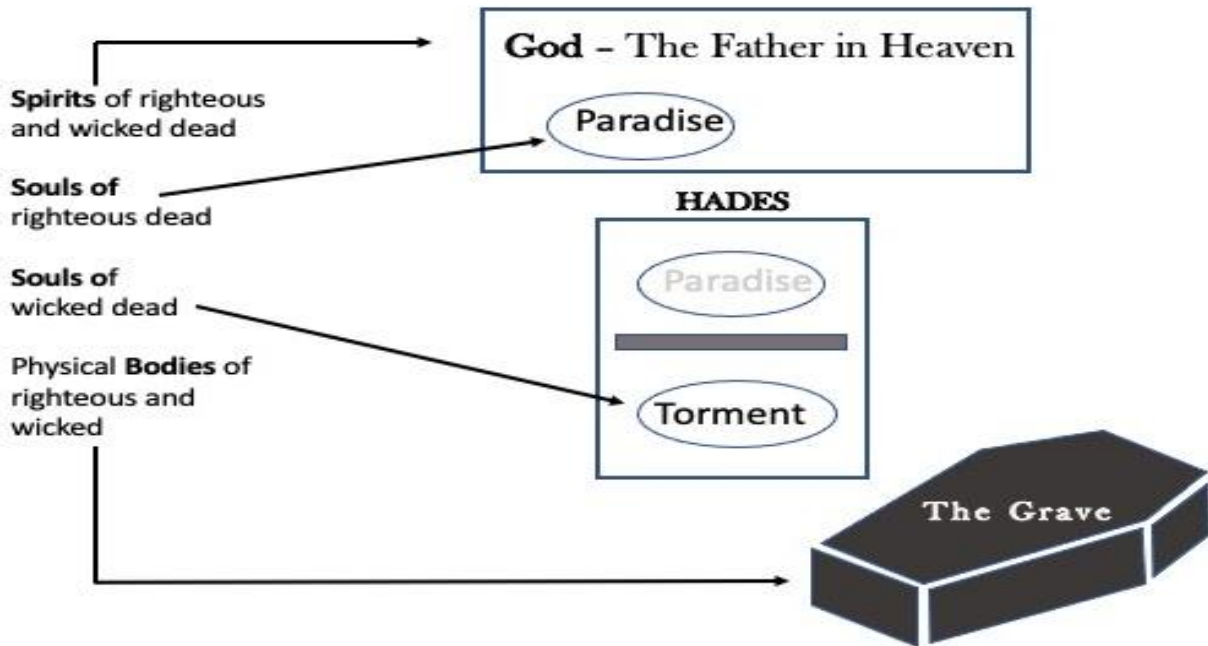 God – The Father in Heaven
Spirits of righteous
and wicked dead
Paradise
Souls of
righteous dead
HADES
Souls of
wicked dead
Paradise
Physical Bodies of
righteous and
wicked
Torment
The Grave